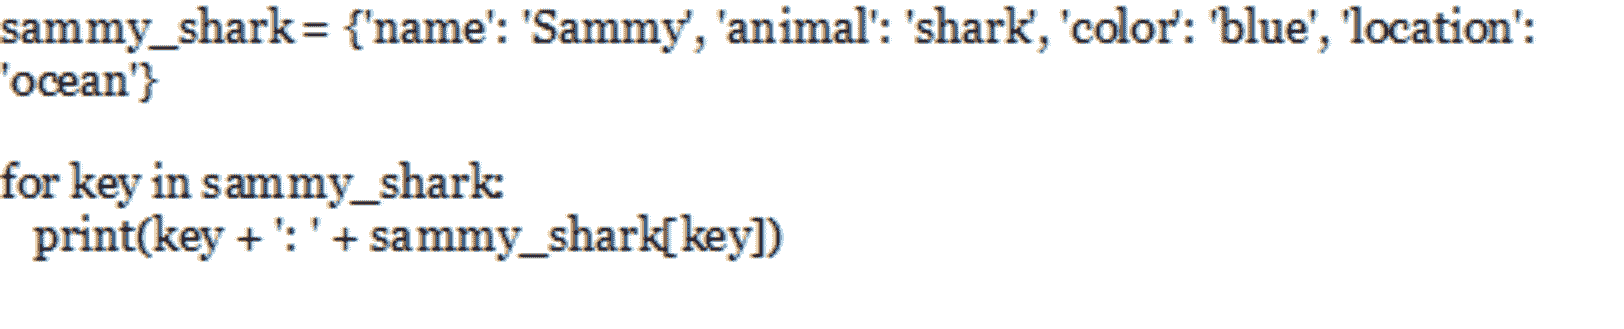 sammy_shark = {'name': 'Sammy', 'animal': 'shark', 'color': 'blue', 'location':
'ocean'}
for key in sammy_shark:
   print(key + ': ' + sammy_shark[key])